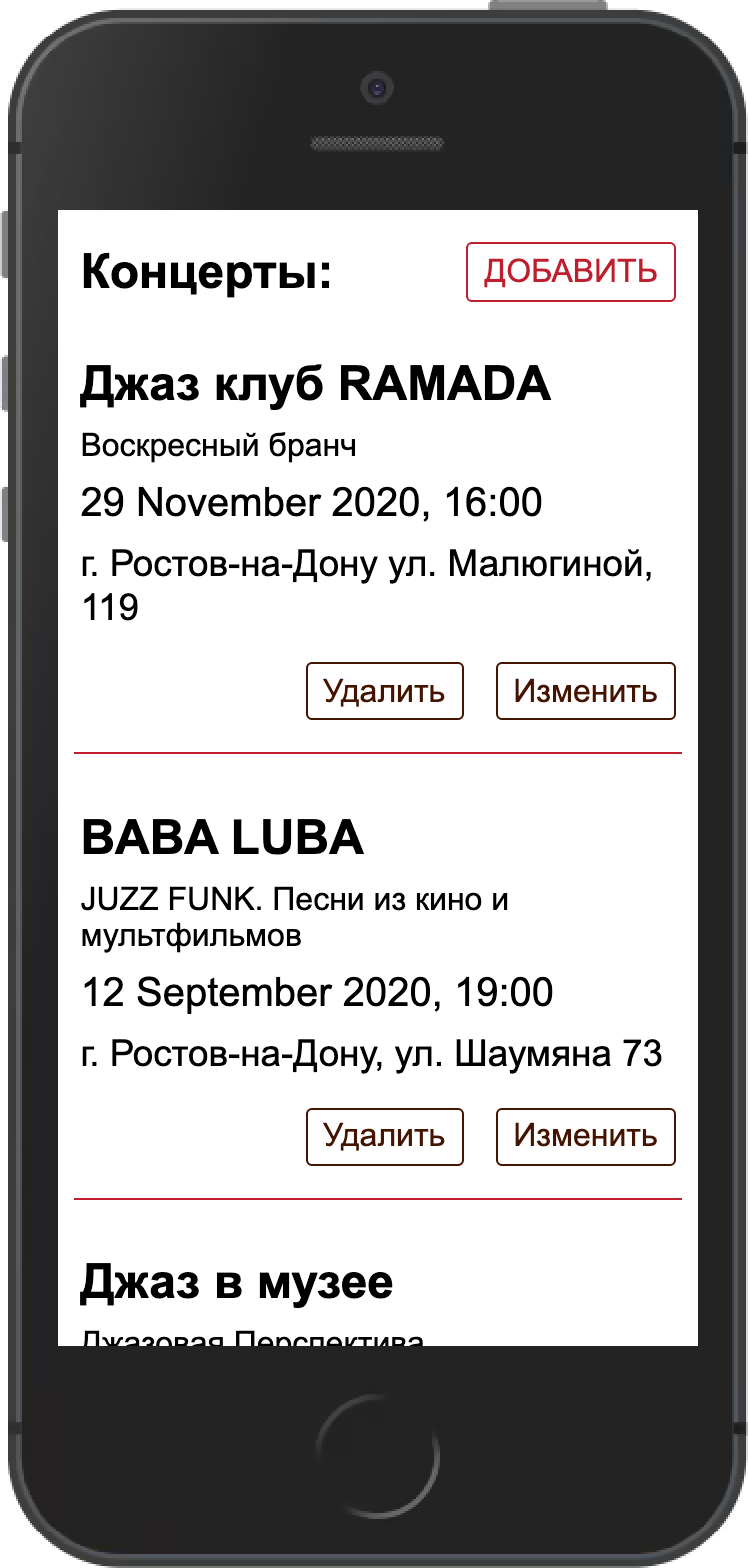 Концерты:
ДОБАВИТЬ
Джаз клуб RAMADA
Воскресный бранч
29 November 2020, 16:00
г. Ростов-на-Дону ул. Малюгиной,
119
Удалить
Изменить
BABA LUBA
JUZZ FUNK. Песни из кино и
мультфильмов
12 September 2020, 19:00
г. Ростов-на-Дону, ул. Шаумяна 73
Удалить
Изменить
Джаз в музее
Джазовая Перспектива